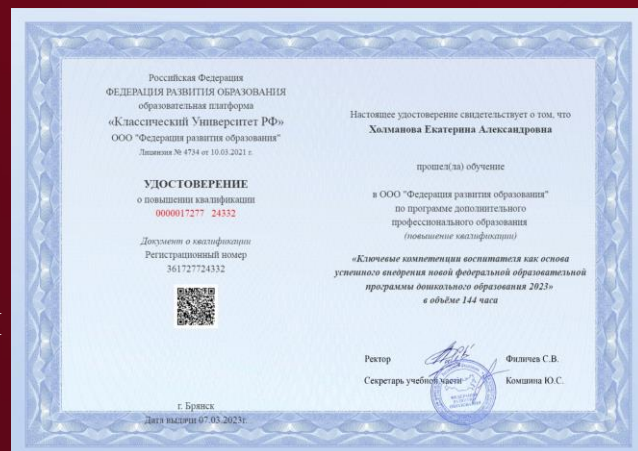 Российская Федерация
ФЕДЕРАЦИЯ РАЗВИТИЯ ОБРАЗОВАНИЯ
образовательная платформа
«Классический Университет РФ»
ООО "Федерация развития образования"
Лицензия № 4734 от 10.03.2021 г.
УДОСТОВЕРЕНИЕ
о повышении квалификации
0000017277 24332
Документ о квалификации
Регистрационный номер
361727724332
г. Брянск
Дата выдачи 07.03.2023г.
Настоящее удостоверение свидетельствует о том, что
Холманова Екатерина Александровна
прошел(ла) обучение
в ООО "Федерация развития образования"
по программе дополнительного
профессионального образования
(повышение квалификации)
«Ключевые компетенции воспитателя как основа
успешного внедрения новой федеральной образовательной
программы дошкольного образования 2023»
в объёме 144 часа
Ректор Филичев С.В.
Секретарь учебной части Комшина Ю.С.